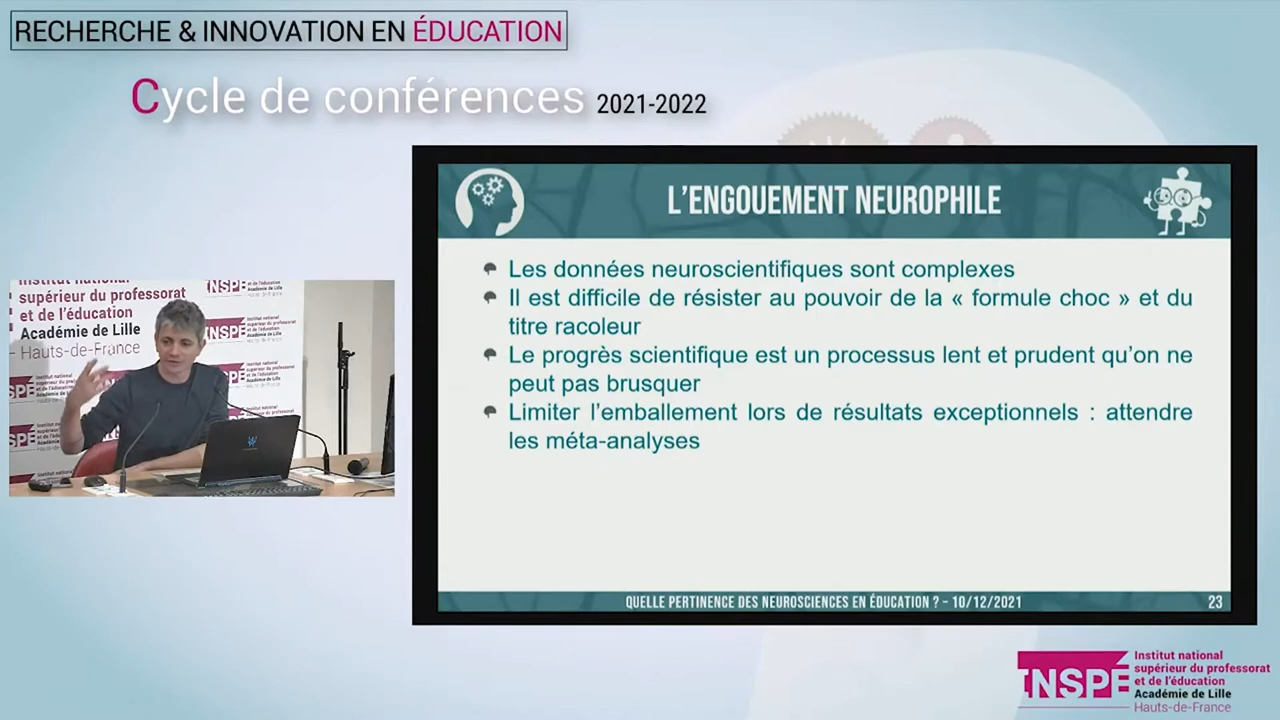 RECHERCHE & INNOVATION EN ÉDUCATION
Cycle de conférences 2021-2022
L'ENGOUEMENT NEUROPHILE
Les données neuroscientifiques sont complexes
Il est difficile de résister au pouvoir de la « formule choc » et du
titre racoleur
Le progrès scientifique est un processus lent et prudent qu'on ne
peut pas brusquer
Limiter l'emballement lors de résultats exceptionnels : attendre
les méta-analyses
QUELLE PERTINENCE DES NEUROSCIENCES EN ÉDUCATION ? – 10/12/2021
23
Institut national
supérieur du professorat
et de l'éducation
Académie de Lille
Hauts-de-France
INSPÉ
INSPÉ
Institut national
supérieur du professorat
et de l'éducation
Académie de Lille
Hauts-de-France